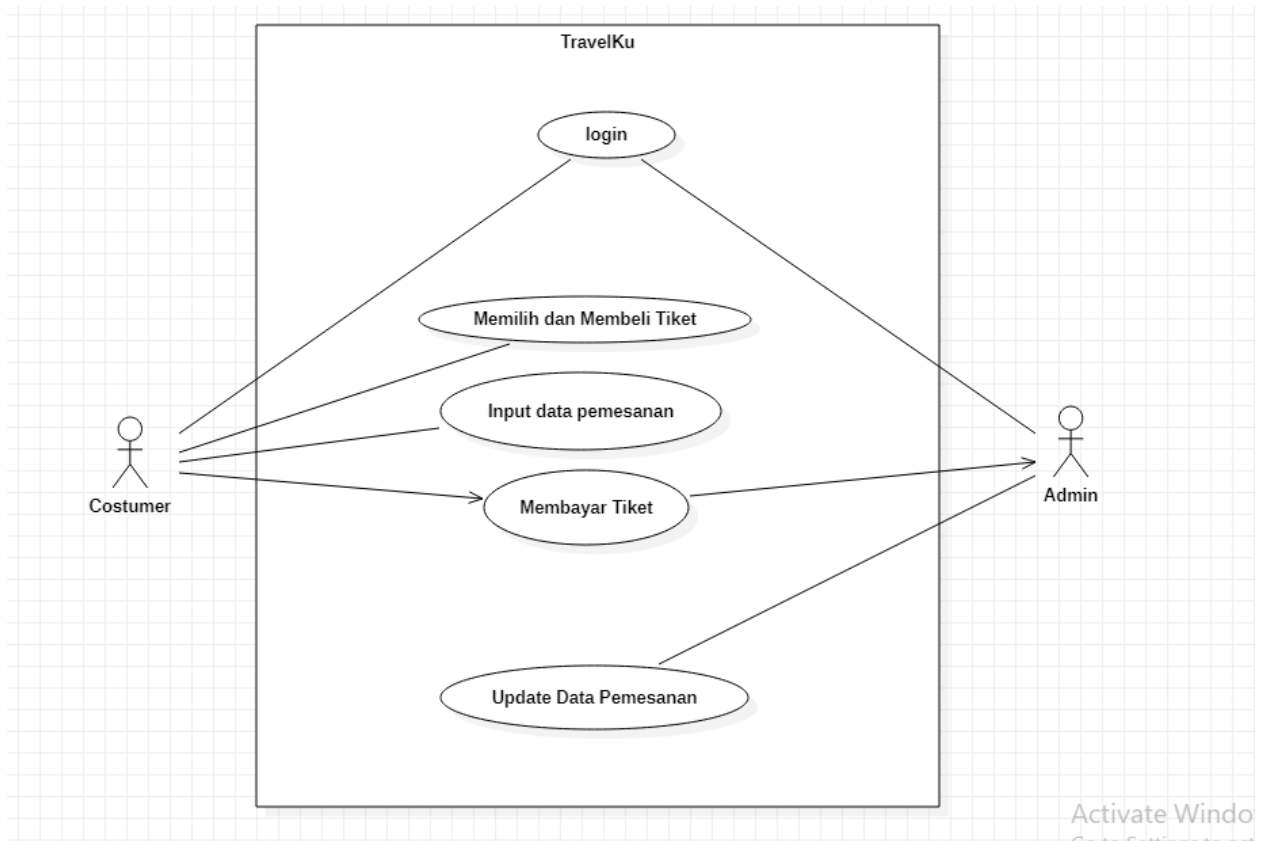 TravelKu
login
Memilih dan Membeli Tiket
Input data pemesanan
Membayar Tiket
Costumer
Admin
Update Data Pemesanan
Activate Windo